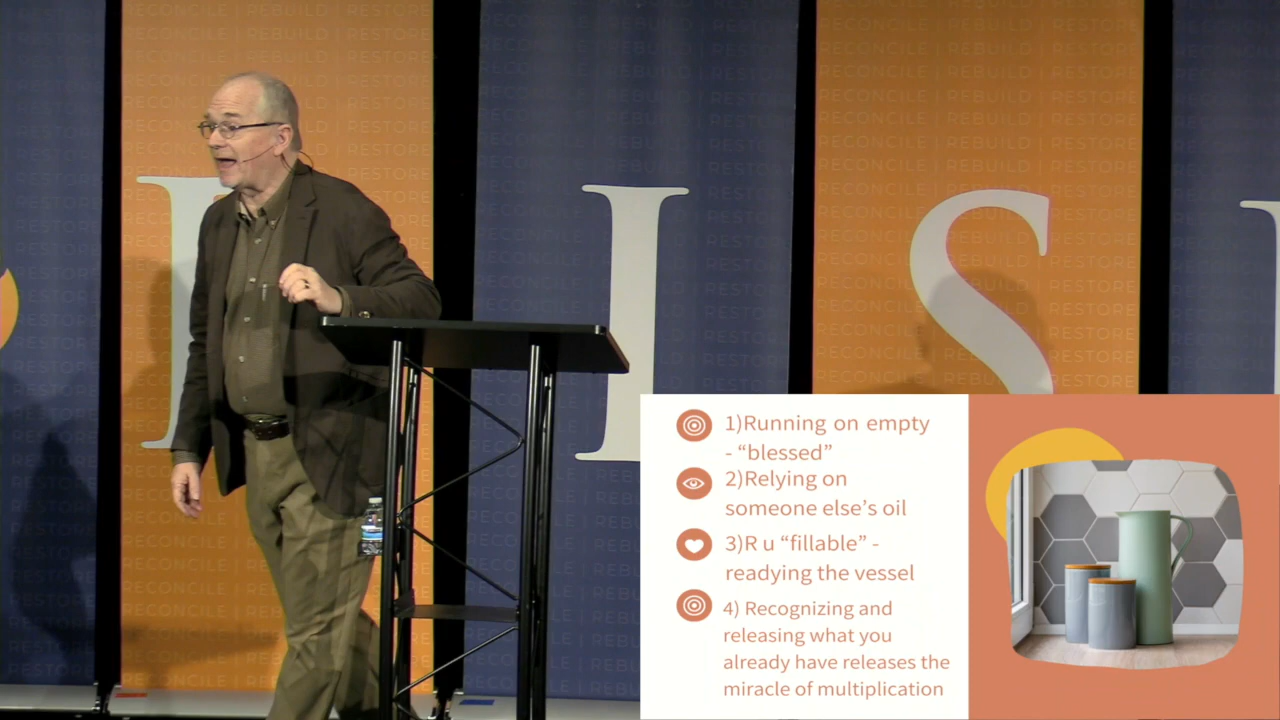 RECONCILE | REBUILD | RESTORE
I I S
1)Running on empty
- “blessed”
2)Relying on
someone else’s oil
3)R u “fillable” -
readying the vessel
4) Recognizing and
releasing what you
already have releases the
miracle of multiplication